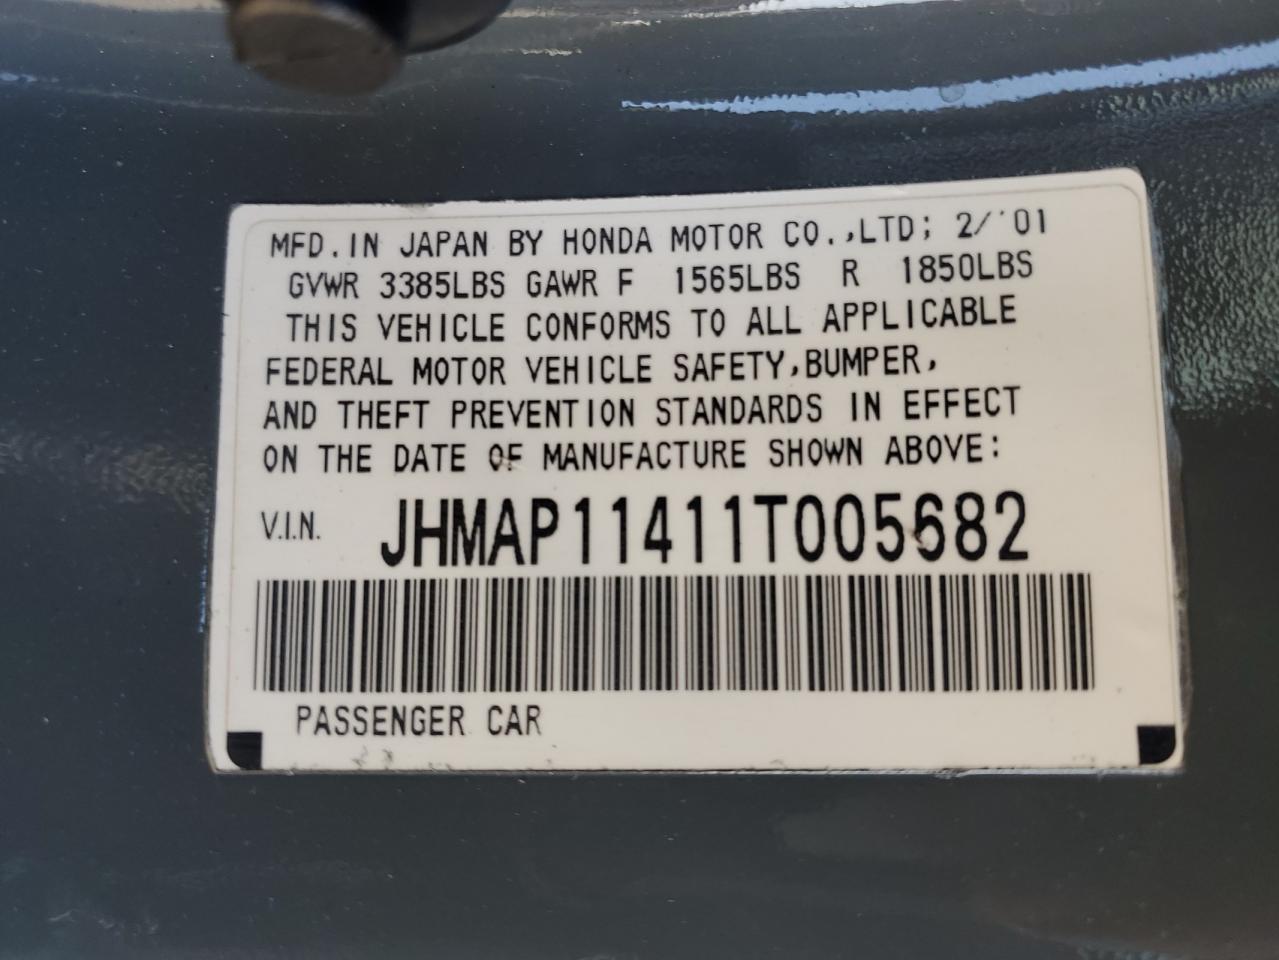 MFD.IN JAPAN BY HONDA MOTOR CO.,LTD; 2/'01
GVWR 3385LBS GAWR F 1565LBS R 1850LBS
THIS VEHICLE CONFORMS TO ALL APPLICABLE
FEDERAL MOTOR VEHICLE SAFETY,BUMPER,
AND THEFT PREVENTION STANDARDS IN EFFECT
ON THE DATE OF MANUFACTURE SHOWN ABOVE:
V.I.N. JHMAP11411T005682
PASSENGER CAR